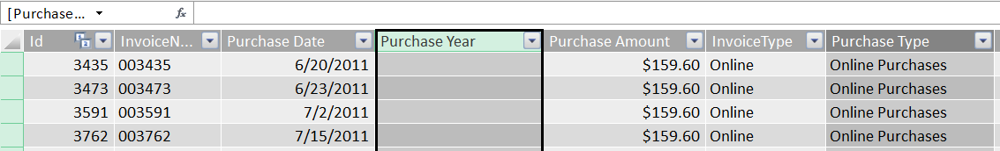 [Purchase... fx
Id InvoiceN... Purchase Date Purchase Year Purchase Amount InvoiceType Purchase Type
3435 003435 6/20/2011 $159.60 Online Online Purchases
3473 003473 6/23/2011 $159.60 Online Online Purchases
3591 003591 7/2/2011 $159.60 Online Online Purchases
3762 003762 7/15/2011 $159.60 Online Online Purchases